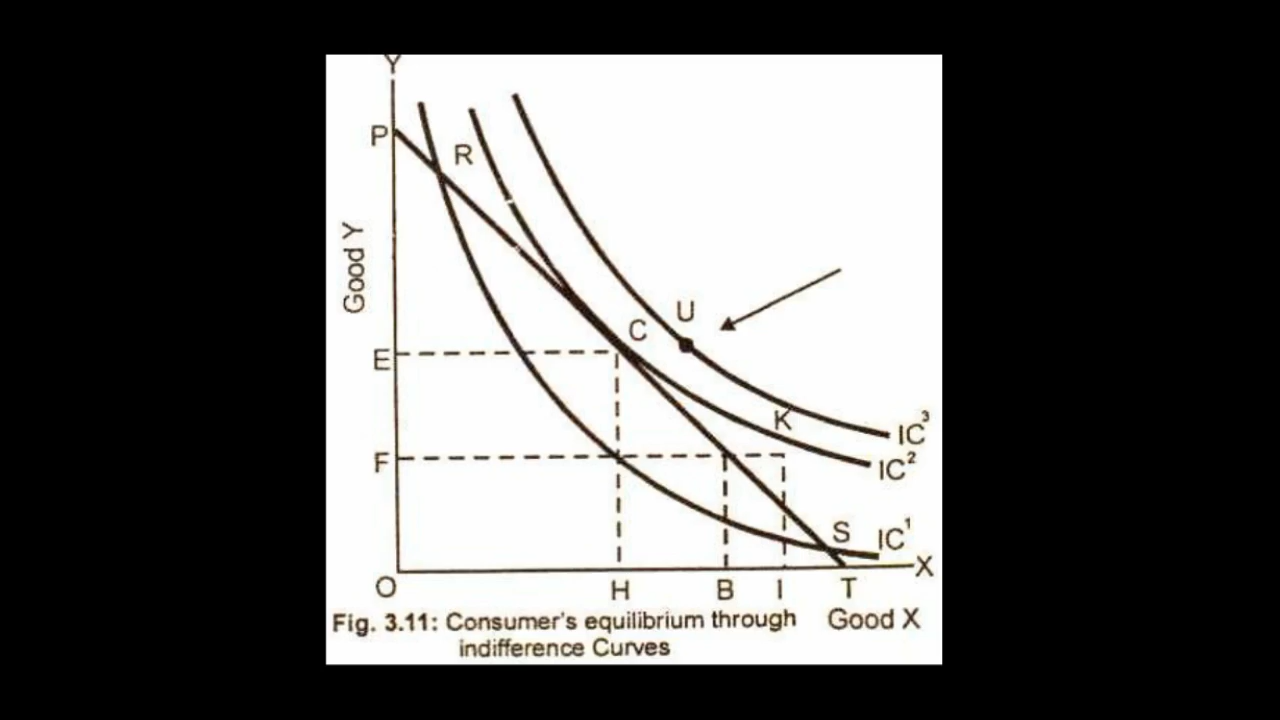 Y
P
R
Good Y
U
C
E
K
IC³
F
IC²
S
IC¹
X
O
H
B
I
T
Fig. 3.11: Consumer's equilibrium through
indifference Curves
Good X